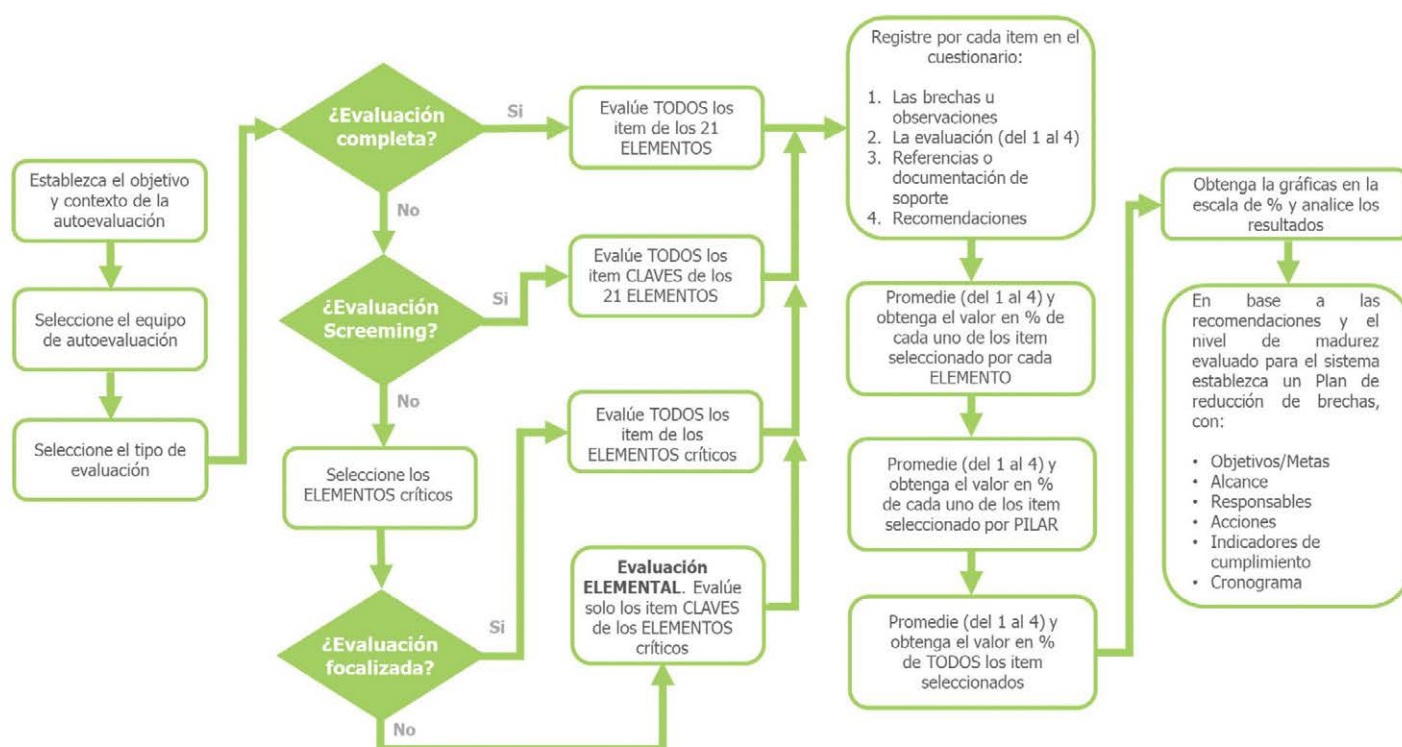 Establezca el objetivo
y contexto de la
autoevaluación
Seleccione el equipo
de autoevaluación
Seleccione el tipo de
evaluación
¿Evaluación
completa?
Si
No
Evalúe TODOS los
item de los 21
ELEMENTOS
¿Evaluación
Screeming?
Si
No
Evalúe TODOS los
item CLAVES de los
21 ELEMENTOS
Seleccione los
ELEMENTOS críticos
¿Evaluación
focalizada?
Si
No
Evalúe TODOS los
item de los
ELEMENTOS críticos
Evaluación
ELEMENTAL. Evalúe
solo los item CLAVES
de los ELEMENTOS
críticos
Registre por cada item en el
cuestionario:
1. Las brechas u
observaciones
2. La evaluación (del 1 al 4)
3. Referencias o
documentación de
soporte
4. Recomendaciones
Promedie (del 1 al 4) y
obtenga el valor en % de
cada uno de los item
seleccionado por cada
ELEMENTO
Promedie (del 1 al 4) y
obtenga el valor en %
de cada uno de los item
seleccionado por PILAR
Promedie (del 1 al 4) y
obtenga el valor en %
de TODOS los item
seleccionados
Obtenga la gráficas en la
escala de % y analice los
resultados
En base a las
recomendaciones y el
nivel de madurez
evaluado para el sistema
establezca un Plan de
reducción de brechas,
con:
• Objetivos/Metas
• Alcance
• Responsables
• Acciones
• Indicadores de
cumplimiento
• Cronograma